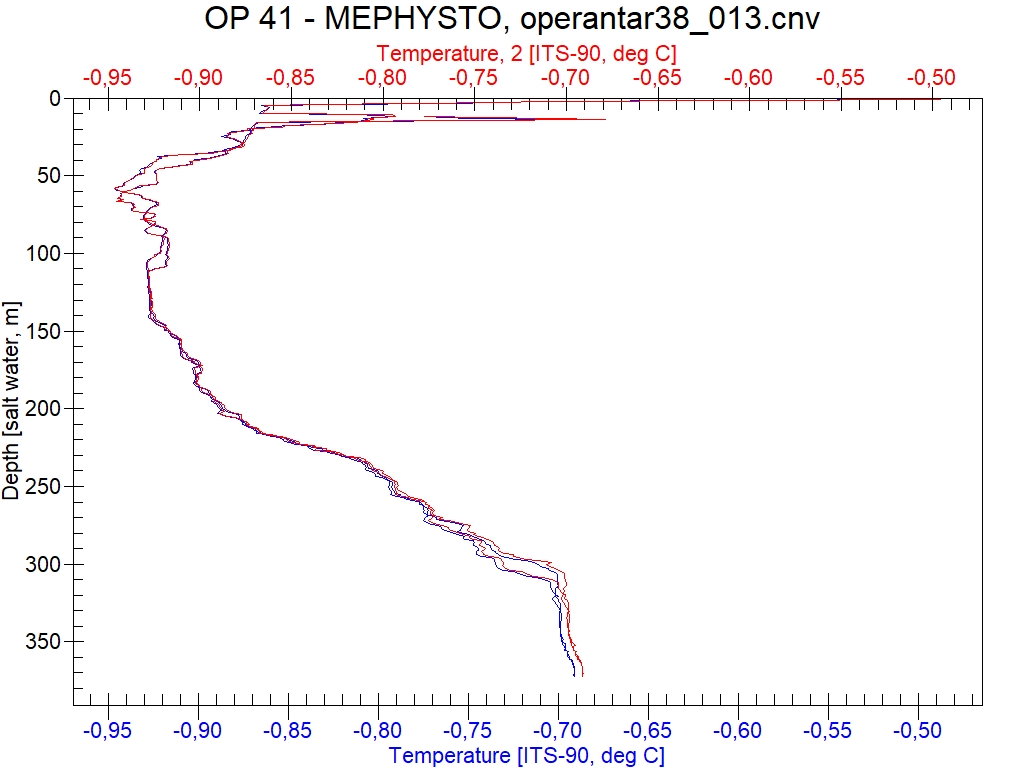 OP 41 - MEPHYSTO, operantar38_013.cnv
Temperature, 2 [ITS-90, deg C]
-0,95 -0,90 -0,85 -0,80 -0,75 -0,70 -0,65 -0,60 -0,55 -0,50
0
50
100
150
200
250
300
350
Depth [salt water, m]
-0,95 -0,90 -0,85 -0,80 -0,75 -0,70 -0,65 -0,60 -0,55 -0,50
Temperature [ITS-90, deg C]